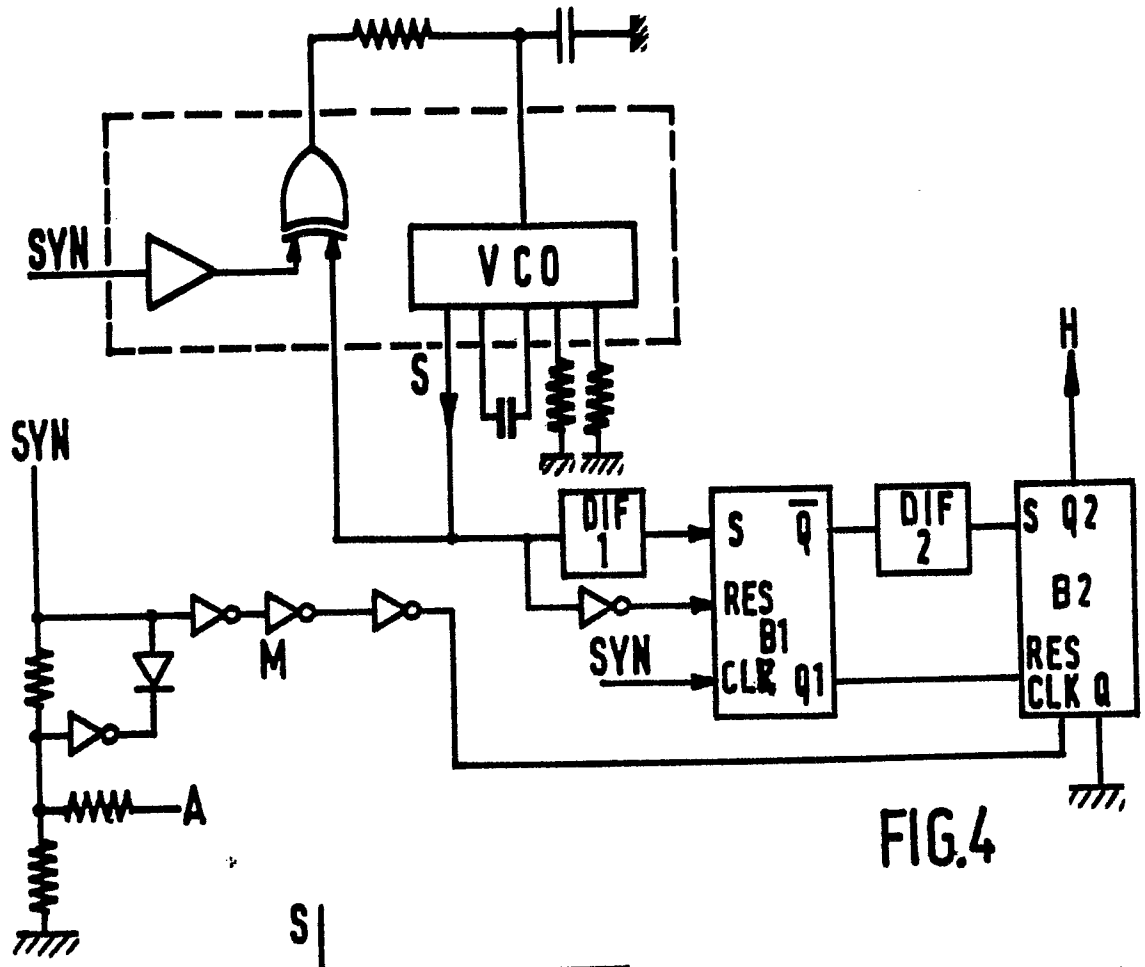 SYN
VCO
S
H
SYN
DIF
1
S Q̅
DIF
2
S Q2
RES
B1
B2
SYN
CLK Q1
M
RES
CLK Q
A
FIG.4
S